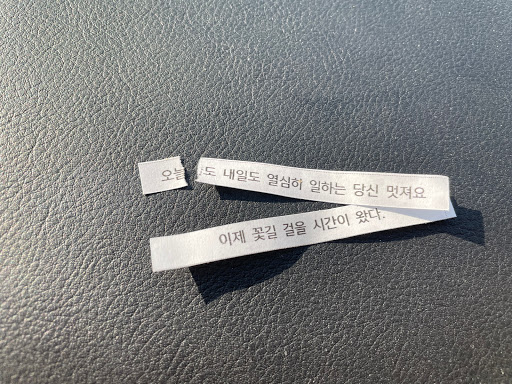 오늘도 내일도 열심히 일하는 당신 멋져요
이제 꽃길 걸을 시간이 왔다.